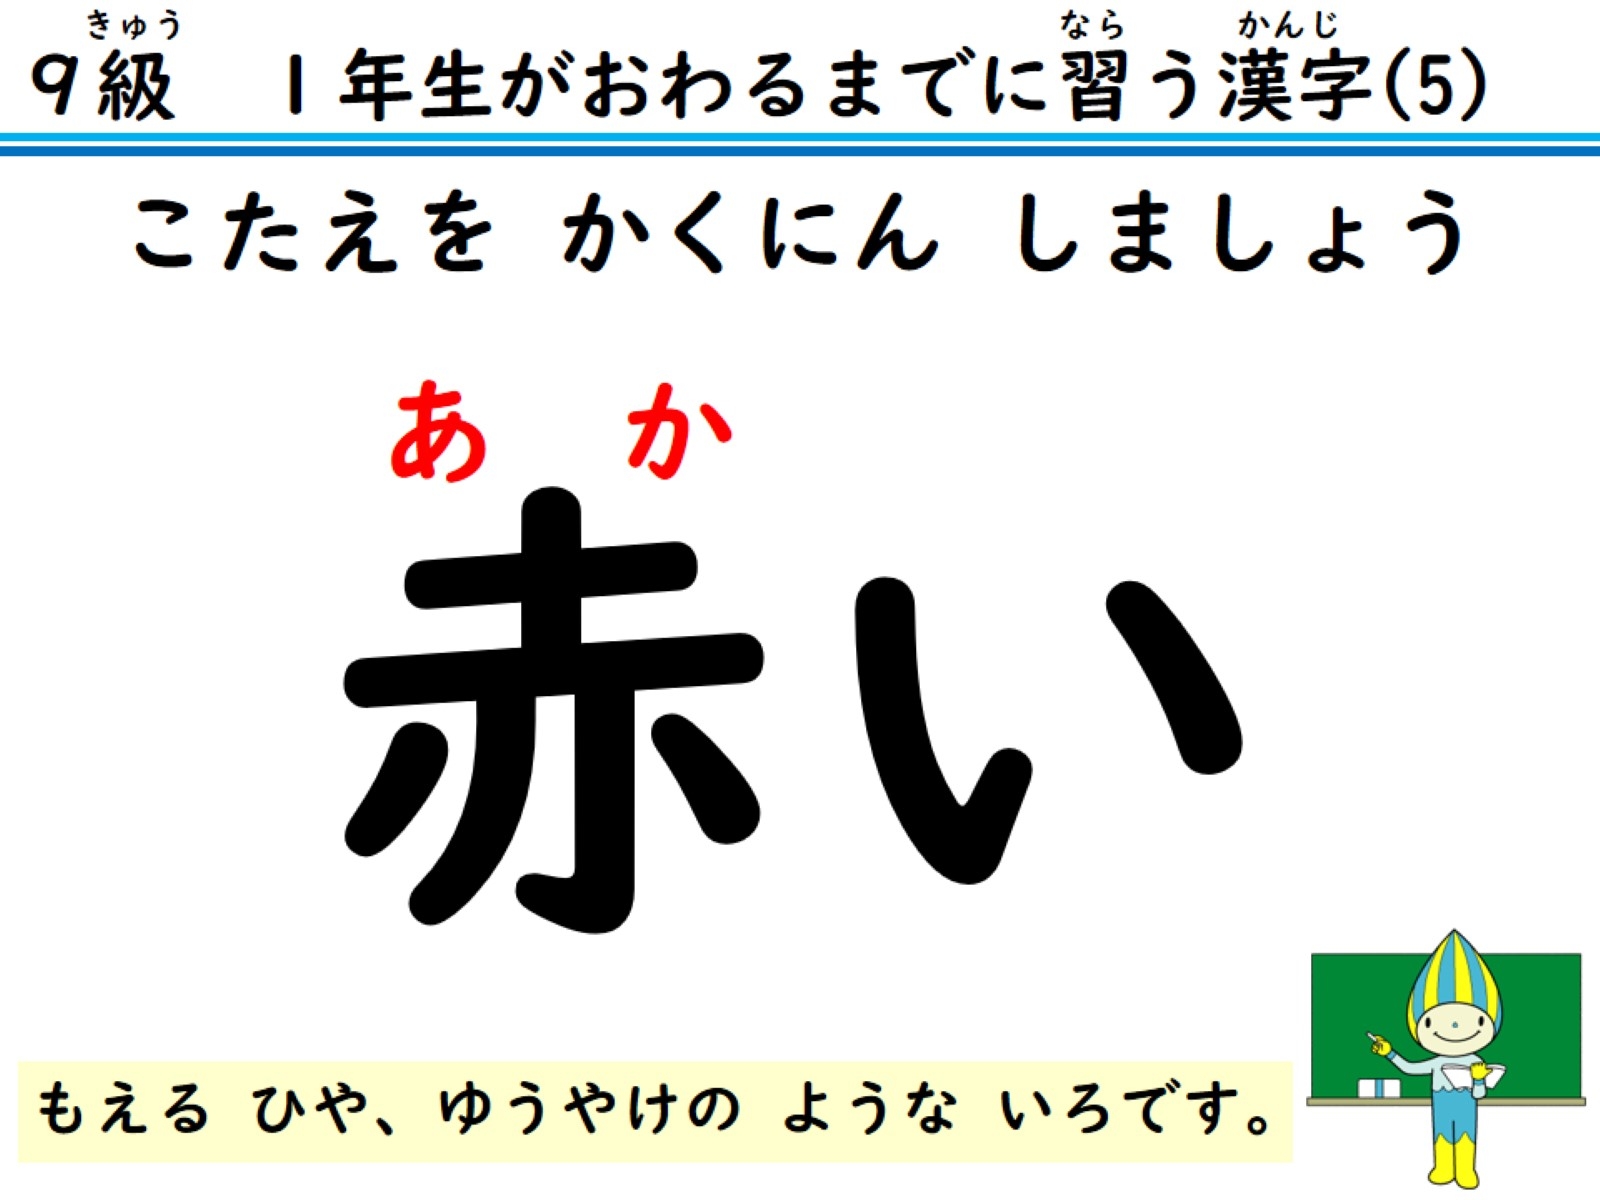 きゅう なら かんじ
9級 1年生がおわるまでに習う漢字(5)
こたえを かくにん しましょう
あか
赤い
もえる ひや、ゆうやけの ような いろです。